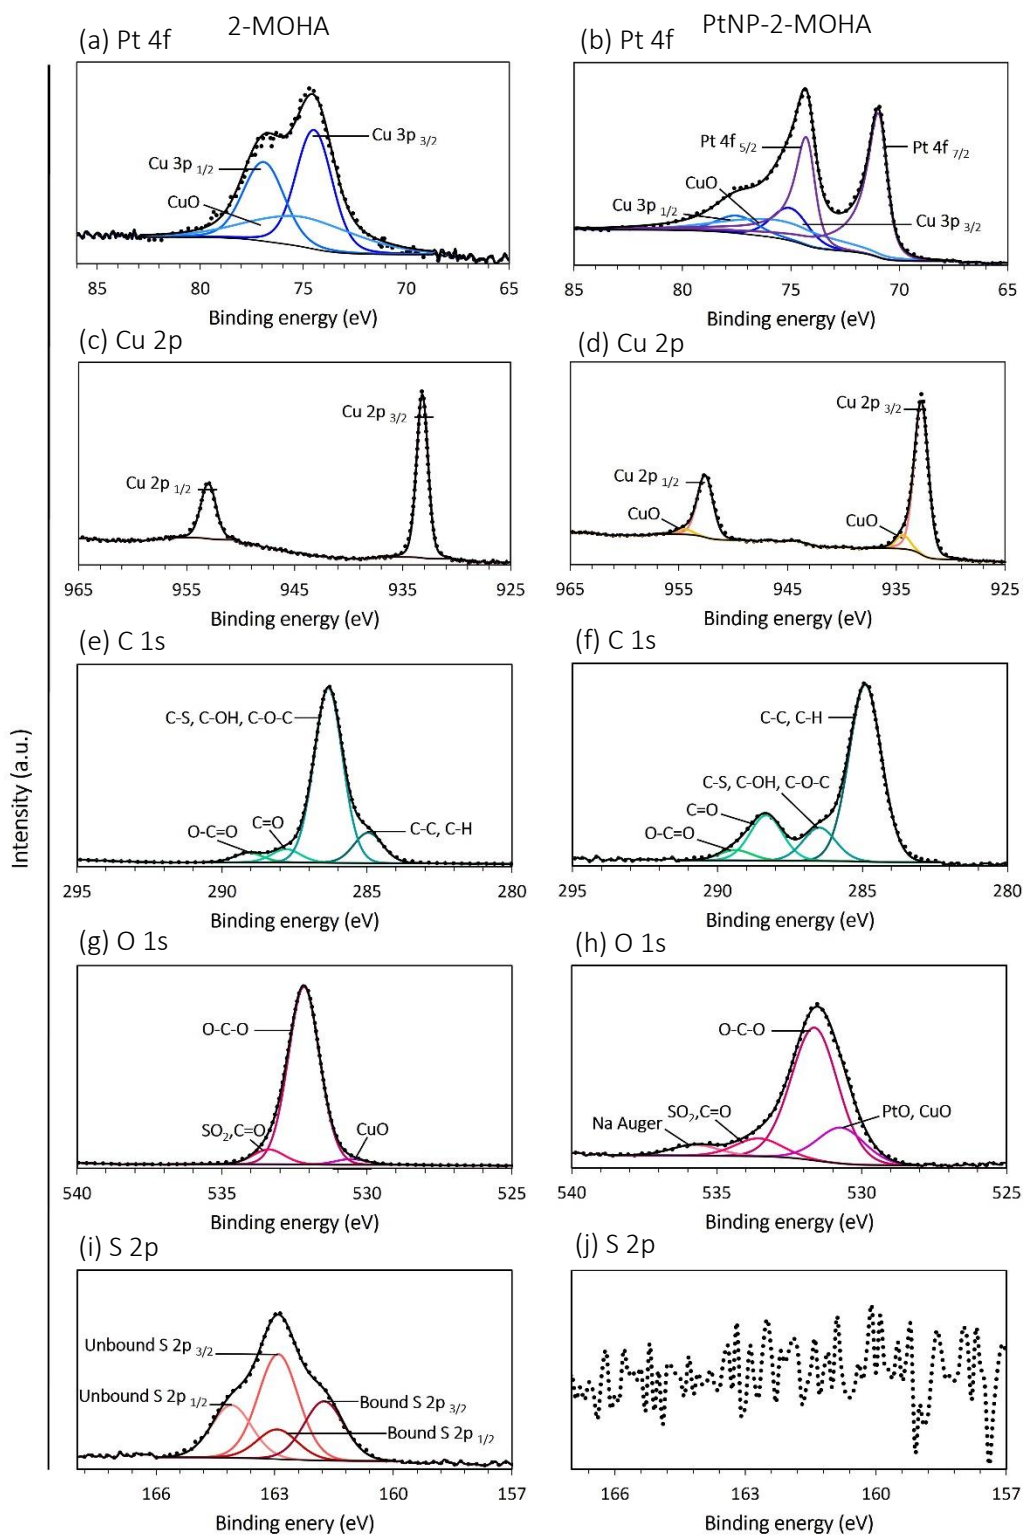 2-MOHA
PtNP-2-MOHA
(a) Pt 4f
(b) Pt 4f
Cu 3p 3/2
Cu 3p 1/2
CuO
85 80 75 70 65
Binding energy (eV)
Pt 4f 5/2
Pt 4f 7/2
CuO
Cu 3p 1/2
Cu 3p 3/2
85 80 75 70 65
Binding energy (eV)
(c) Cu 2p
(d) Cu 2p
Cu 2p 3/2
Cu 2p 1/2
965 955 945 935 925
Binding energy (eV)
Cu 2p 3/2
Cu 2p 1/2
CuO
CuO
965 955 945 935 925
Binding energy (eV)
(e) C 1s
(f) C 1s
C-S, C-OH, C-O-C
C=O
O-C=O
C-C, C-H
295 290 285 280
Binding energy (eV)
C-C, C-H
C-S, C-OH, C-O-C
C=O
O-C=O
295 290 285 280
Binding energy (eV)
Intensity (a.u.)
(g) O 1s
(h) O 1s
O-C-O
SO2,C=O
CuO
540 535 530 525
Binding energy (eV)
O-C-O
SO2,C=O
Na Auger
PtO, CuO
540 535 530 525
Binding energy (eV)
(i) S 2p
(j) S 2p
Unbound S 2p 3/2
Unbound S 2p 1/2
Bound S 2p 3/2
Bound S 2p 1/2
166 163 160 157
Binding enery (eV)
166 163 160 157
Binding energy (eV)